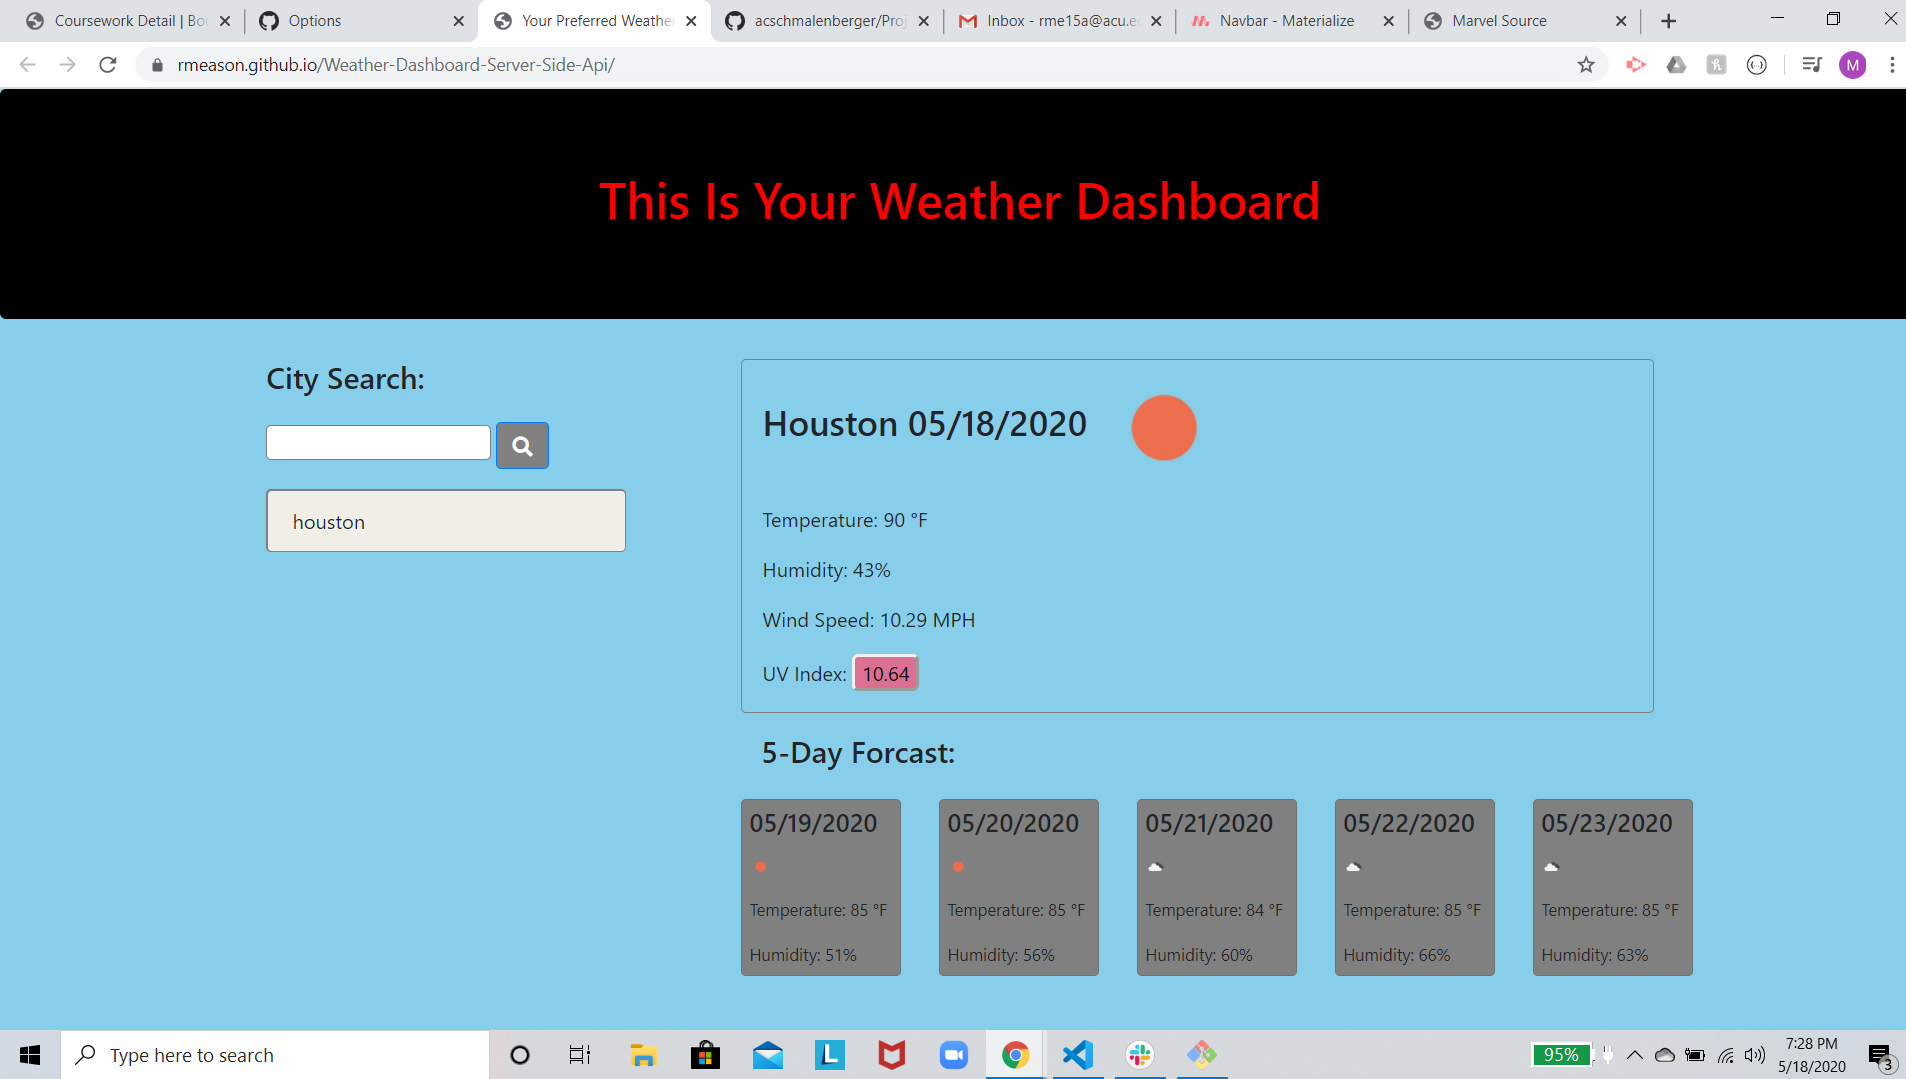 Coursework Detail | Bo
Options
Your Preferred Weathe
acschmalenberger/Proj
Inbox - rme15a@acu.e
Navbar - Materialize
Marvel Source
rmeason.github.io/Weather-Dashboard-Server-Side-Api/
M
This Is Your Weather Dashboard
City Search:
houston
Houston 05/18/2020
Temperature: 90 °F
Humidity: 43%
Wind Speed: 10.29 MPH
UV Index: 10.64
5-Day Forcast:
05/19/2020
Temperature: 85 °F
Humidity: 51%
05/20/2020
Temperature: 85 °F
Humidity: 56%
05/21/2020
Temperature: 84 °F
Humidity: 60%
05/22/2020
Temperature: 85 °F
Humidity: 66%
05/23/2020
Temperature: 85 °F
Humidity: 63%
Type here to search
L
95%
7:28 PM
5/18/2020
3